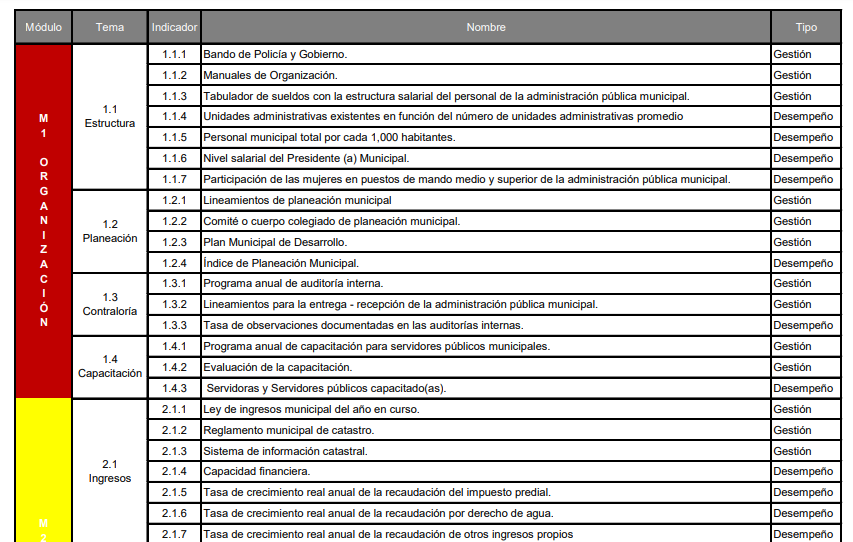 Módulo Tema Indicador Nombre Tipo
M1 ORGANIZACIÓN
1.1 Estructura
1.1.1 Bando de Policía y Gobierno. Gestión
1.1.2 Manuales de Organización. Gestión
1.1.3 Tabulador de sueldos con la estructura salarial del personal de la administración pública municipal. Gestión
1.1.4 Unidades administrativas existentes en función del número de unidades administrativas promedio Desempeño
1.1.5 Personal municipal total por cada 1,000 habitantes. Desempeño
1.1.6 Nivel salarial del Presidente (a) Municipal. Desempeño
1.1.7 Participación de las mujeres en puestos de mando medio y superior de la administración pública municipal. Desempeño
1.2 Planeación
1.2.1 Lineamientos de planeación municipal Gestión
1.2.2 Comité o cuerpo colegiado de planeación municipal. Gestión
1.2.3 Plan Municipal de Desarrollo. Gestión
1.2.4 Índice de Planeación Municipal. Desempeño
1.3 Contraloría
1.3.1 Programa anual de auditoría interna. Gestión
1.3.2 Lineamientos para la entrega - recepción de la administración pública municipal. Gestión
1.3.3 Tasa de observaciones documentadas en las auditorías internas. Desempeño
1.4 Capacitación
1.4.1 Programa anual de capacitación para servidores públicos municipales. Gestión
1.4.2 Evaluación de la capacitación. Gestión
1.4.3 Servidoras y Servidores públicos capacitado(as). Desempeño
M2
2.1 Ingresos
2.1.1 Ley de ingresos municipal del año en curso. Gestión
2.1.2 Reglamento municipal de catastro. Gestión
2.1.3 Sistema de información catastral. Gestión
2.1.4 Capacidad financiera. Desempeño
2.1.5 Tasa de crecimiento real anual de la recaudación del impuesto predial. Desempeño
2.1.6 Tasa de crecimiento real anual de la recaudación por derecho de agua. Desempeño
2.1.7 Tasa de crecimiento real anual de la recaudación de otros ingresos propios Desempeño